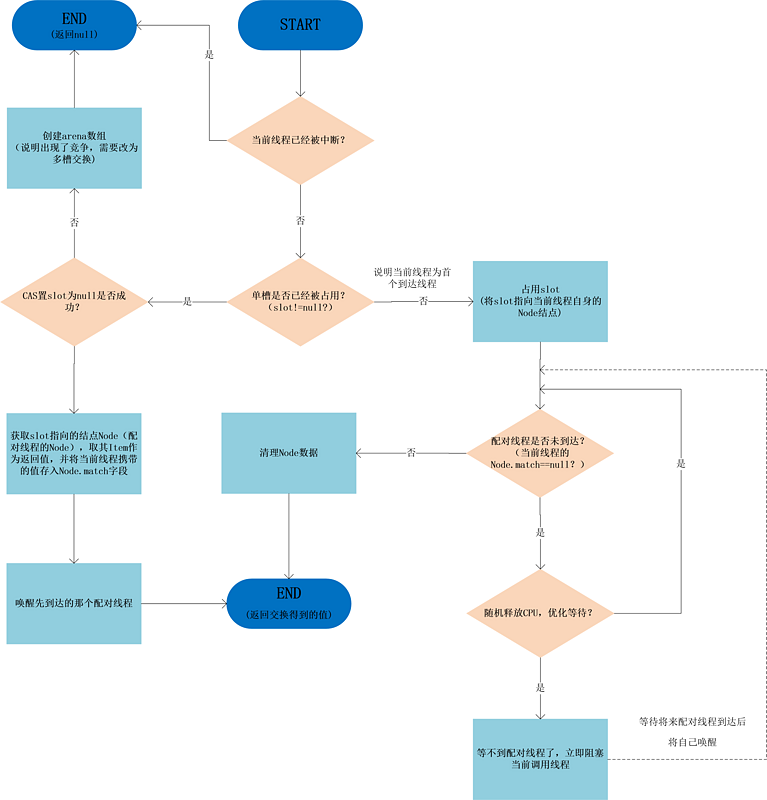 END
(返回null)
START
是
创建arena数组
（说明出现了竞争，需要改为
多槽交换)
当前线程已经被中断？
否
否
说明当前线程为首
个到达线程
CAS置slot为null是否成
功？
是
单槽是否已经被占用？
（slot!=null?）
否
占用slot
(将slot指向当前线程自身的
Node结点)
获取slot指向的结点Node（配
对线程的Node），取其Item作
为返回值，并将当前线程携带
的值存入Node.match字段
清理Node数据
否
配对线程是否未到达？
（当前线程的
Node.match==null？）
是
是
唤醒先到达的那个配对线程
END
(返回交换得到的值)
随机释放CPU，优化等待？
是
等待将来配对线程到达后
将自己唤醒
等不到配对线程了，立即阻塞
当前调用线程